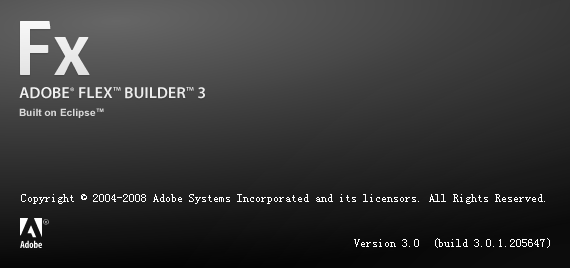 Fx
ADOBE® FLEX™ BUILDER™ 3
Built on Eclipse™
Copyright © 2004-2008 Adobe Systems Incorporated and its licensors. All Rights Reserved.
Adobe ®
Version 3.0 (build 3.0.1.205647)